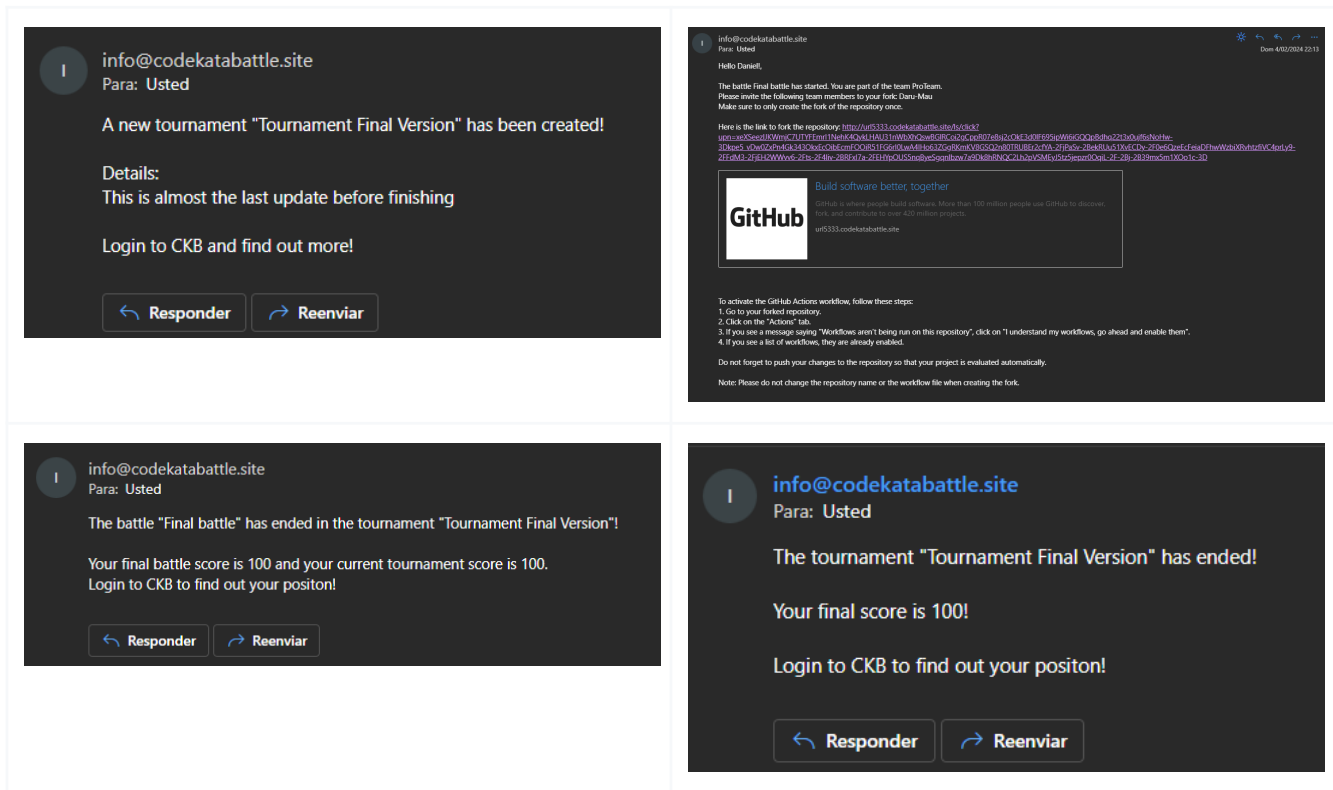 I
info@codekatabattle.site
Para: Usted
A new tournament "Tournament Final Version" has been created!
Details:
This is almost the last update before finishing
Login to CKB and find out more!
Responder
Reenviar
I
info@codekatabattle.site
Para: Usted
Dom 4/02/2024 22:13
Hello Daniel!,
The battle Final battle has started. You are part of the team ProTeam.
Please invite the following team members to your fork: Daru-Mau
Make sure to only create the fork of the repository once.
Here is the link to fork the repository: http://url5333.codekatabattle.site/ls/click?
GitHub
Build software better, together
GitHub is where people build software. More than 100 million people use GitHub to discover,
fork, and contribute to over 420 million projects.
url5333.codekatabattle.site
To activate the GitHub Actions workflow, follow these steps:
1. Go to your forked repository.
2. Click on the "Actions" tab.
3. If you see a message saying "Workflows aren't being run on this repository", click on "I understand my workflows, go ahead and enable them".
4. If you see a list of workflows, they are already enabled.
Do not forget to push your changes to the repository so that your project is evaluated automatically.
Note: Please do not change the repository name or the workflow file when creating the fork.
I
info@codekatabattle.site
Para: Usted
The battle "Final battle" has ended in the tournament "Tournament Final Version"!
Your final battle score is 100 and your current tournament score is 100.
Login to CKB to find out your positon!
Responder
Reenviar
I
info@codekatabattle.site
Para: Usted
The tournament "Tournament Final Version" has ended!
Your final score is 100!
Login to CKB to find out your positon!
Responder
Reenviar